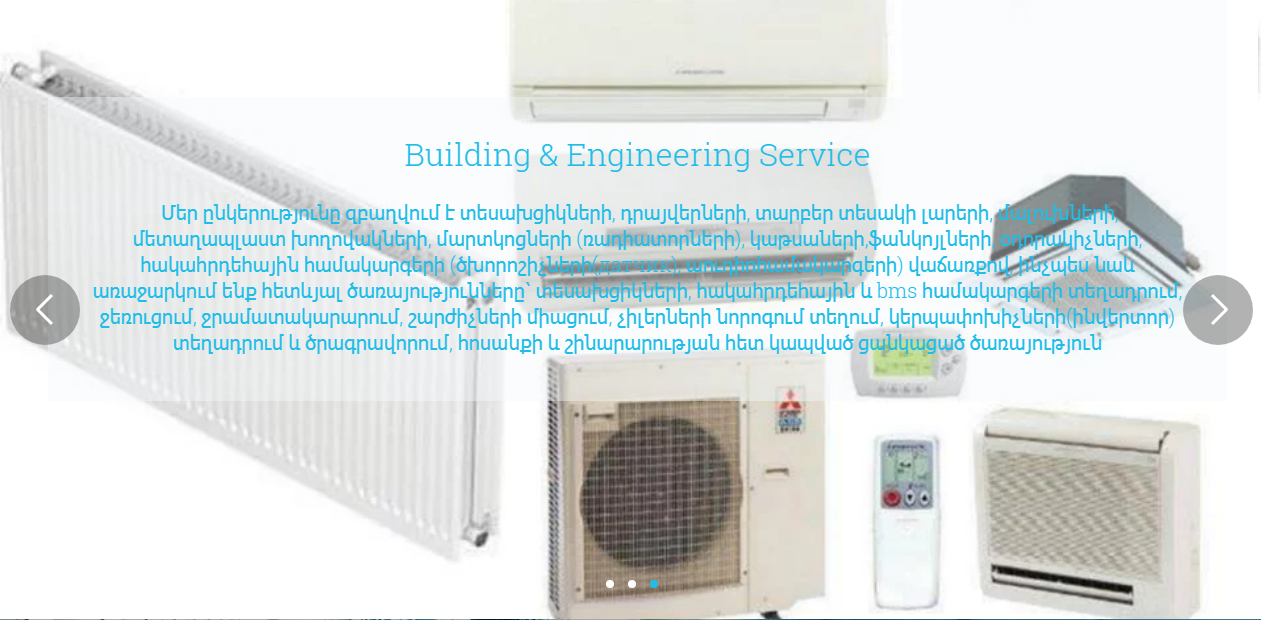 Building & Engineering Service
Մեր ընկերությունը զբաղվում է տեսախցիկների, դրայվերների, տարբեր տեսակի լարերի, մալուխների,
մետաղապլաստ խողովակների, մարտկոցների (ռադիատորների), կաթսաների,ֆանկոյլների, օդորակիչների,
հակահրդեհային համակարգերի (ծխորոշիչների(датчик), աուդիոհամակարգերի) վաճառքով, ինչպես նաև
առաջարկում ենք հետևյալ ծառայությունները՝ տեսախցիկների, հակահրդեհային և bms համակարգերի տեղադրում,
ջեռուցում, ջրամատակարարում, շարժիչների միացում, չիլերների նորոգում տեղում, կերպափոխիչների(ինվերտոր)
տեղադրում և ծրագրավորում, հոսանքի և շինարարության հետ կապված ցանկացած ծառայություն